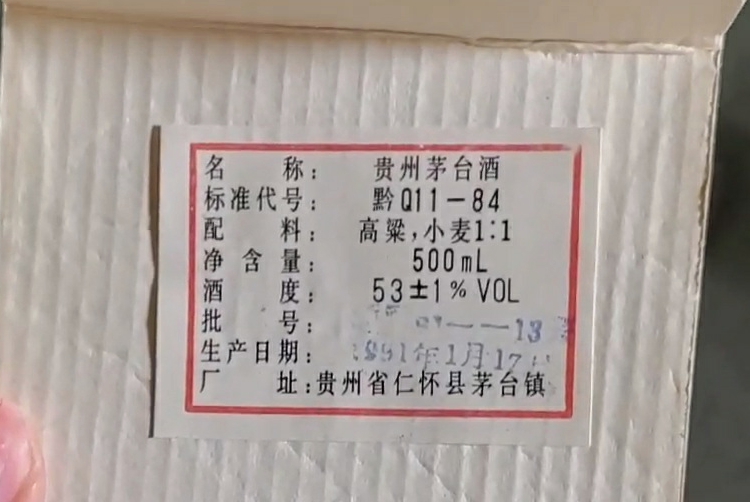 名 称: 贵州茅台酒
标准代号: 黔Q11-84
配 料: 高粱,小麦1:1
净 含 量: 500mL
酒 度: 53±1% VOL
批 号: 13
生产日期: 1991年1月17
厂 址:贵州省仁怀县茅台镇